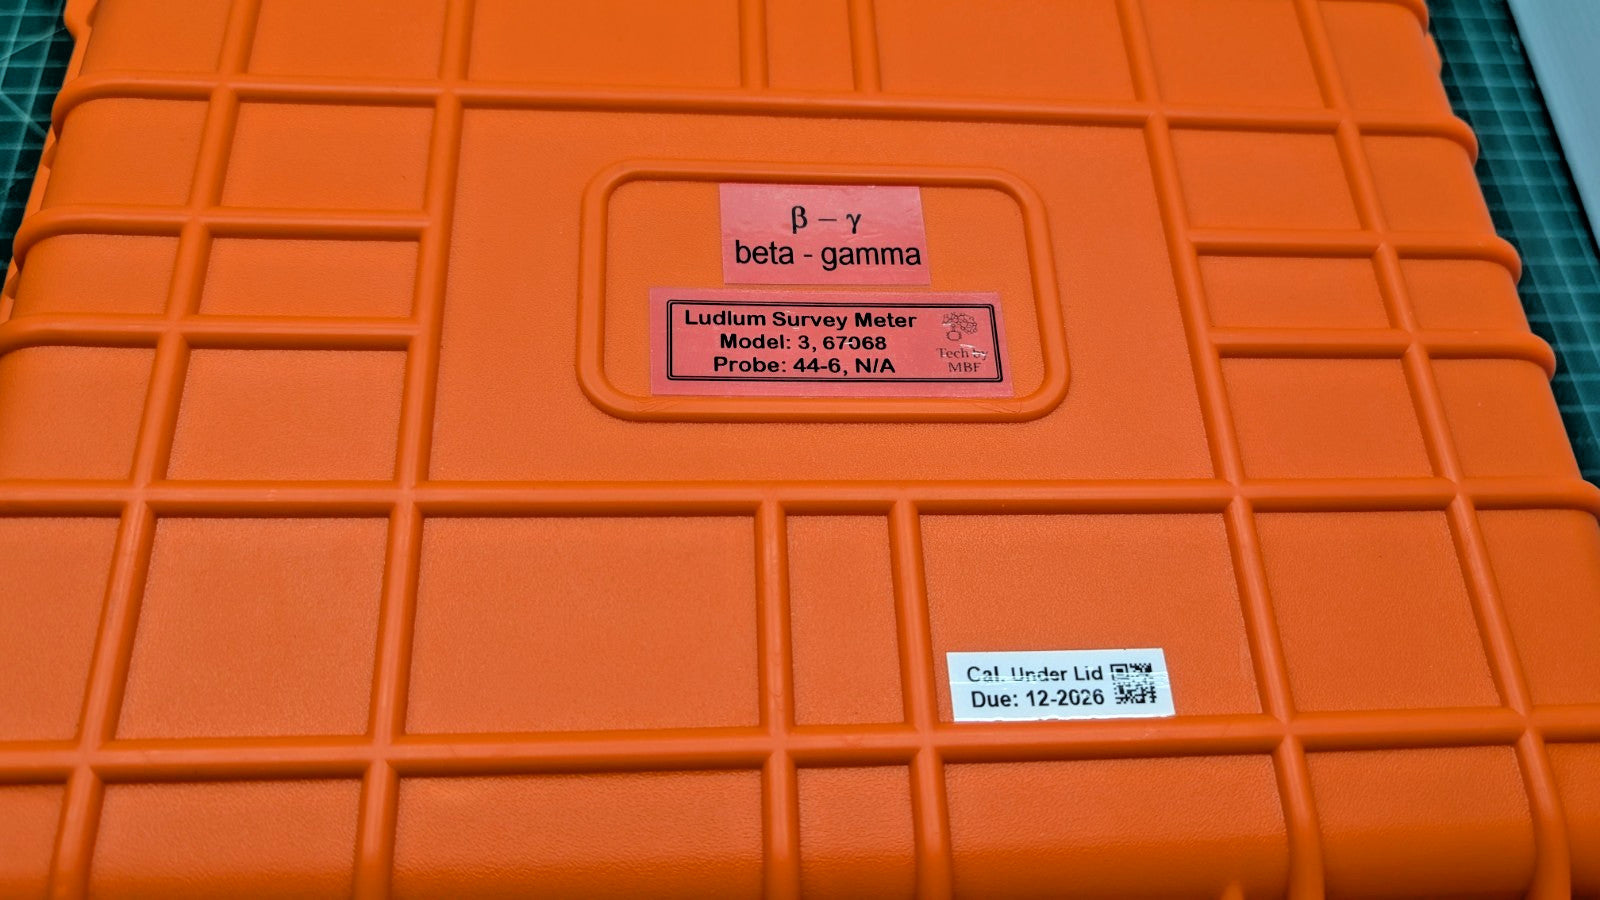 β – γ
beta - gamma
Ludlum Survey Meter
Model: 3, 67068
Probe: 44-6, N/A
Tech by
MBF
Cal. Under Lid
Due: 12-2026